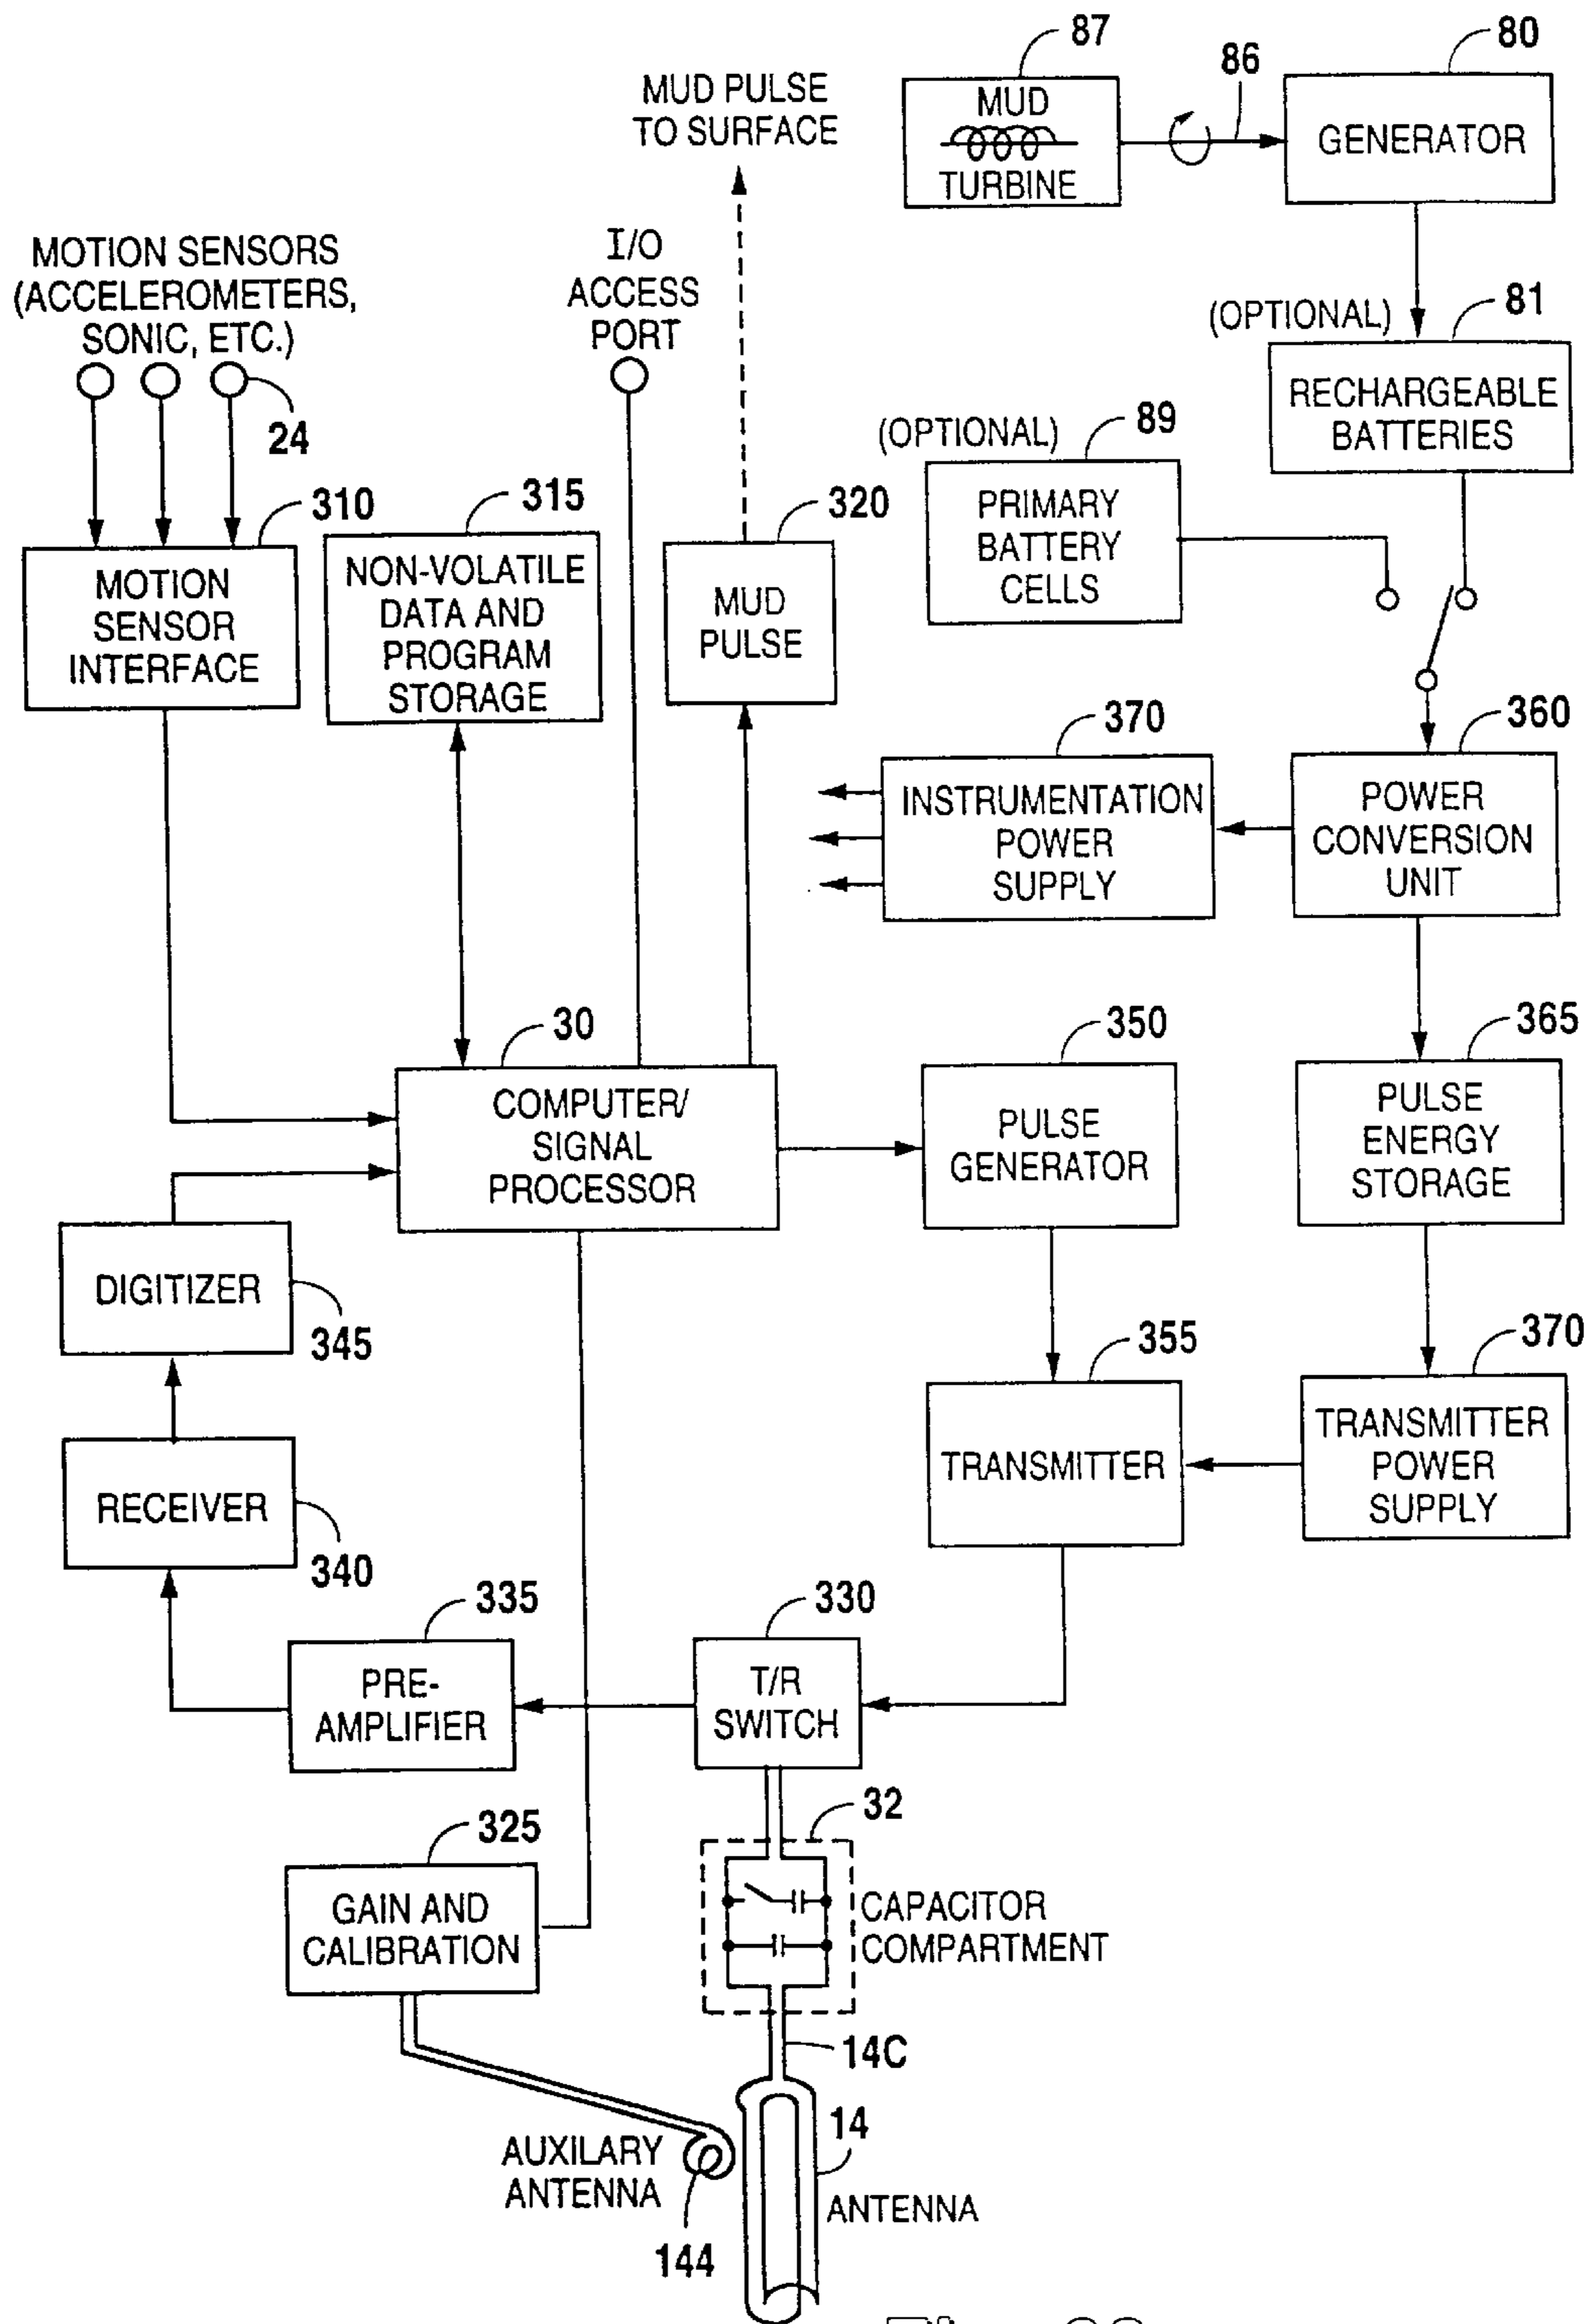 87
80
86
MUD PULSE
TO SURFACE
MUD
TURBINE
GENERATOR
MOTION SENSORS
(ACCELEROMETERS,
SONIC, ETC.)
I/O
ACCESS
PORT
(OPTIONAL)
81
RECHARGEABLE
BATTERIES
24
(OPTIONAL)
89
310
315
320
PRIMARY
BATTERY
CELLS
MOTION
SENSOR
INTERFACE
NON-VOLATILE
DATA AND
PROGRAM
STORAGE
MUD
PULSE
370
360
INSTRUMENTATION
POWER
SUPPLY
POWER
CONVERSION
UNIT
30
350
365
COMPUTER/
SIGNAL
PROCESSOR
PULSE
GENERATOR
PULSE
ENERGY
STORAGE
DIGITIZER
345
355
370
TRANSMITTER
TRANSMITTER
POWER
SUPPLY
RECEIVER
340
335
330
PRE-
AMPLIFIER
T/R
SWITCH
325
32
GAIN AND
CALIBRATION
CAPACITOR
COMPARTMENT
14C
14
AUXILARY
ANTENNA
ANTENNA
144